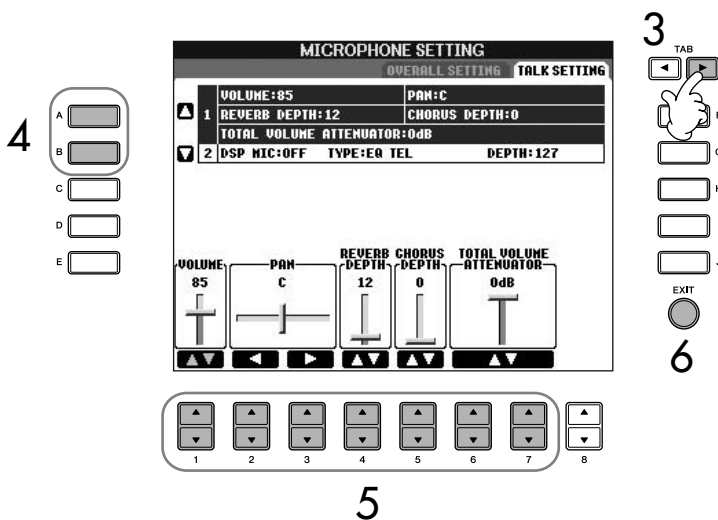 3
TAB
MICROPHONE SETTING
OVERALL SETTING TALK SETTING
4
A
B
C
D
E
VOLUME:85 PAN:C
1 REVERB DEPTH:12 CHORUS DEPTH:0
TOTAL VOLUME ATTENUATOR:0dB
2 DSP MIC:OFF TYPE:EQ TEL DEPTH:127
VOLUME PAN REVERB DEPTH CHORUS DEPTH TOTAL VOLUME ATTENUATOR
85 C 12 0 0dB
EXIT
6
1 2 3 4 5 6 7 8
5